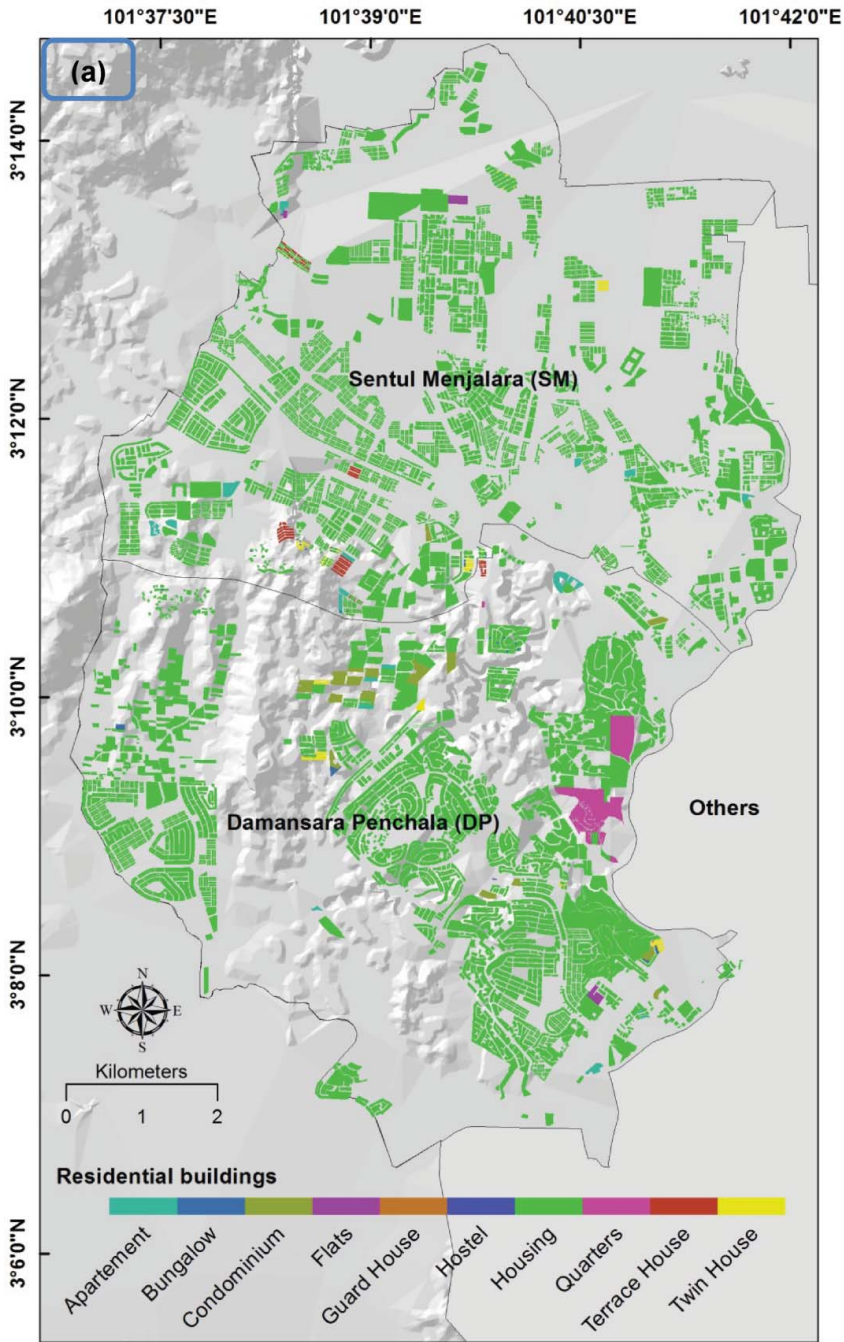 101°37'30"E 101°39'0"E 101°40'30"E 101°42'0"E
(a)
3°14'0"N
Sentul Menjalara (SM)
3°12'0"N
3°10'0"N
Others
Damansara Penchala (DP)
3°8'0"N
N
W E
S
Kilometers
0 1 2
Residential buildings
Apartement
Bungalow
Condominium
Flats
Guard House
Hostel
Housing
Quarters
Terrace House
Twin House
3°6'0"N